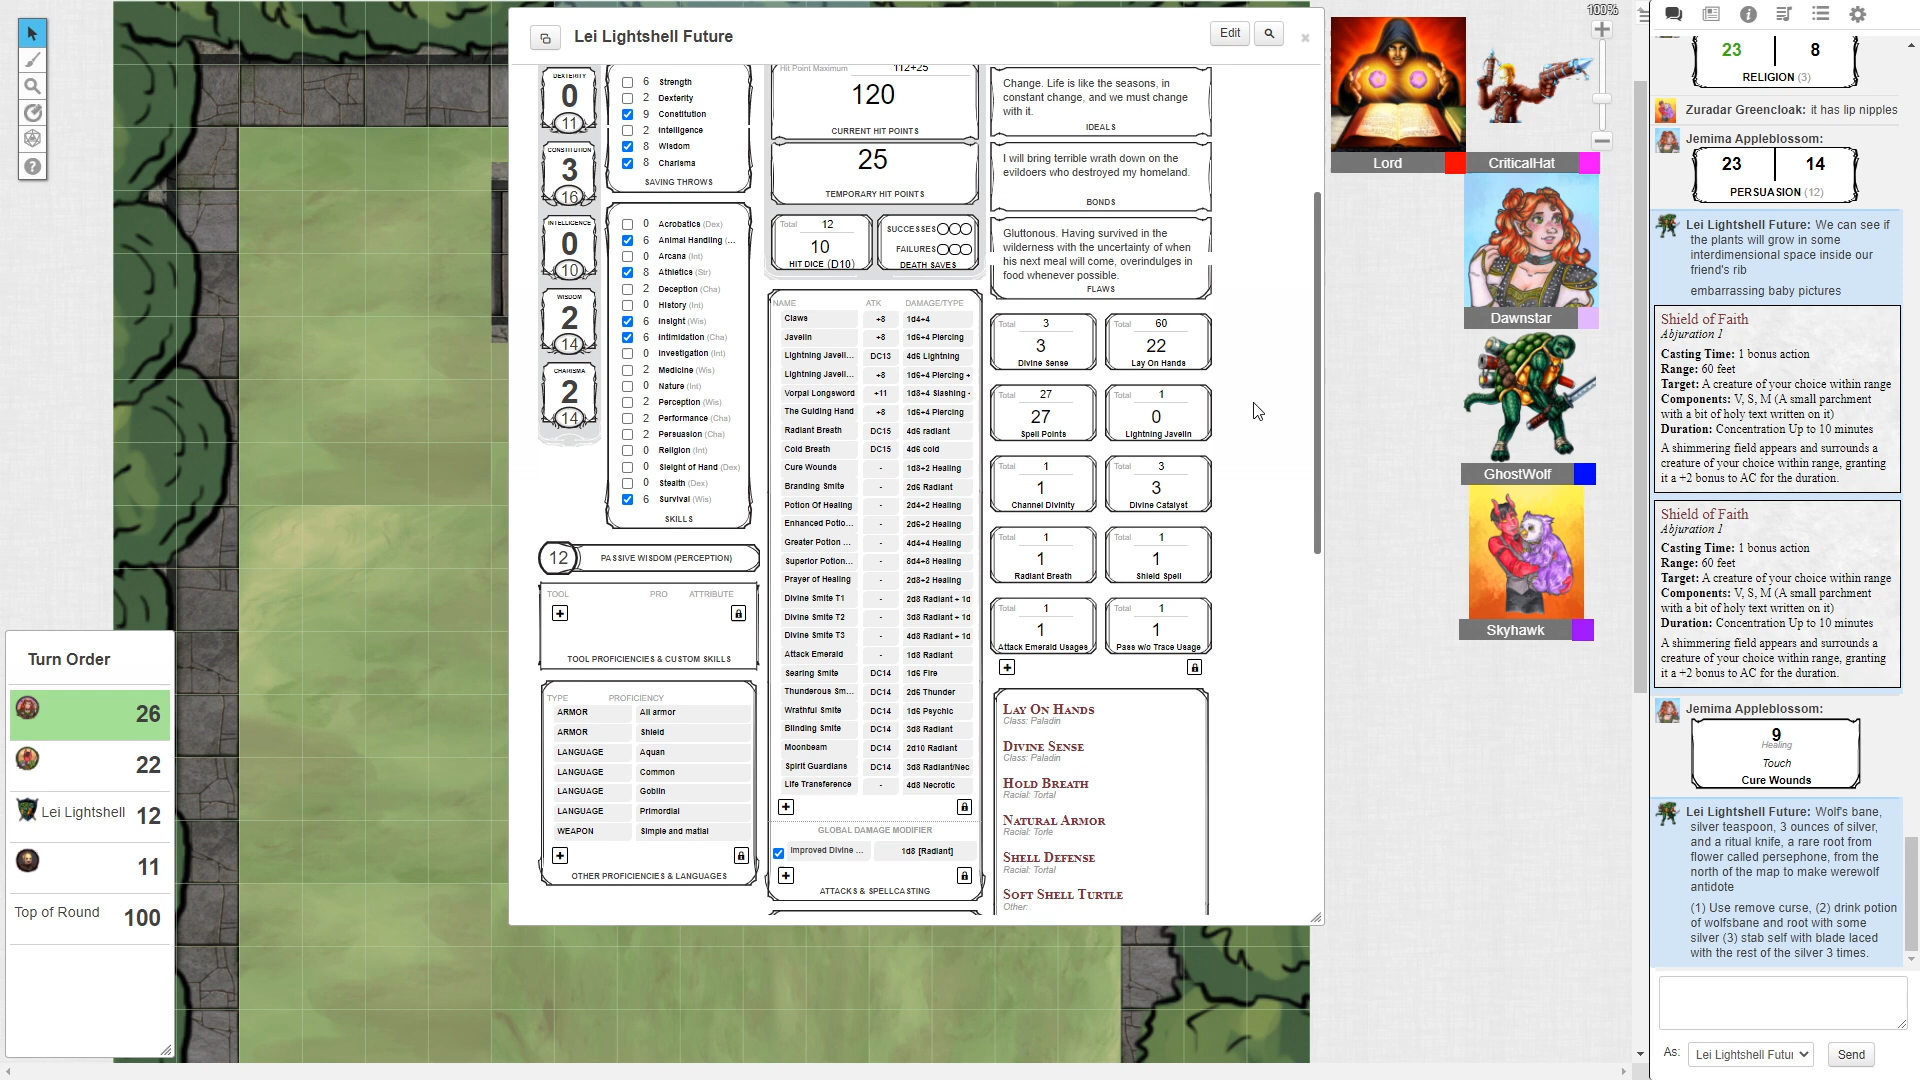 Lei Lightshell Future
Edit
DEXTERITY
0
11
CONSTITUTION
3
16
INTELLIGENCE
0
10
WISDOM
2
14
CHARISMA
2
14
6 Strength
2 Dexterity
9 Constitution
2 Intelligence
8 Wisdom
8 Charisma
SAVING THROWS
0 Acrobatics (Dex)
6 Animal Handling (...
0 Arcana (Int)
8 Athletics (Str)
2 Deception (Cha)
0 History (Int)
6 Insight (Wis)
6 Intimidation (Cha)
0 Investigation (Int)
2 Medicine (Wis)
0 Nature (Int)
2 Perception (Wis)
2 Performance (Cha)
2 Persuasion (Cha)
0 Religion (Int)
0 Sleight of Hand (Dex)
0 Stealth (Dex)
6 Survival (Wis)
SKILLS
12 PASSIVE WISDOM (PERCEPTION)
TOOL PRO ATTRIBUTE
TOOL PROFICIENCIES & CUSTOM SKILLS
TYPE PROFICIENCY
ARMOR All armor
ARMOR Shield
LANGUAGE Aquan
LANGUAGE Common
LANGUAGE Goblin
LANGUAGE Primordial
WEAPON Simple and matial
OTHER PROFICIENCIES & LANGUAGES
Hit Point Maximum 112+25
120
CURRENT HIT POINTS
25
TEMPORARY HIT POINTS
Total 12
10
HIT DICE (D10)
SUCCESSES
FAILURES
DEATH SAVES
NAME ATK DAMAGE/TYPE
Claws +8 1d4+4
Javelin +8 1d6+4 Piercing
Lightning Javeli... DC13 4d6 Lightning
Lightning Javeli... +8 1d6+4 Piercing +
Vorpal Longsword +11 1d8+4 Slashing
The Guiding Hand +8 1d6+4 Piercing
Radiant Breath DC15 4d6 radiant
Cold Breath DC15 4d6 cold
Cure Wounds - 1d8+2 Healing
Branding Smite - 2d6 Radiant
Potion Of Healing - 2d4+2 Healing
Enhanced Potio... - 2d6+2 Healing
Greater Potion ... - 4d4+4 Healing
Superior Potion... - 8d4+8 Healing
Prayer of Healing - 2d8+2 Healing
Divine Smite T1 - 2d8 Radiant + 1d
Divine Smite T2 - 3d8 Radiant + 1d
Divine Smite T3 - 4d8 Radiant + 1d
Attack Emerald - 1d8 Radiant
Searing Smite DC14 1d6 Fire
Thunderous Sm... DC14 2d6 Thunder
Wrathful Smite DC14 1d6 Psychic
Blinding Smite DC14 3d8 Radiant
Moonbeam DC14 2d10 Radiant
Spirit Guardians DC14 3d8 Radiant/Nec
Life Transference - 4d8 Necrotic
GLOBAL DAMAGE MODIFIER
Improved Divine ... 1d8 [Radiant]
ATTACKS & SPELLCASTING
Change. Life is like the seasons, in
constant change, and we must change
with it.
IDEALS
I will bring terrible wrath down on the
evildoers who destroyed my homeland.
BONDS
Gluttonous. Having survived in the
wilderness with the uncertainty of when
his next meal will come, overindulges in
food whenever possible.
FLAWS
Total 3
3
Divine Sense
Total 60
22
Lay On Hands
Total 27
27
Spell Points
Total 1
0
Lightning Javelin
Total 1
1
Channel Divinity
Total 3
3
Divine Catalyst
Total 1
1
Radiant Breath
Total 1
1
Shield Spell
Total 1
1
Attack Emerald Usages
Total 1
1
Pass w/o Trace Usage
LAY ON HANDS
Class: Paladin
DIVINE SENSE
Class: Paladin
HOLD BREATH
Racial: Tortal
NATURAL ARMOR
Racial: Torle
SHELL DEFENSE
Racial: Tortal
SOFT SHELL TURTLE
Other:
Turn Order
26
22
Lei Lightshell 12
11
Top of Round 100
100%
Lord
CriticalHat
Dawnstar
GhostWolf
Skyhawk
23 8
RELIGION (3)
Zuradar Greencloak: it has lip nipples
Jemima Appleblossom:
23 14
PERSUASION (12)
Lei Lightshell Future: We can see if
the plants will grow in some
interdimensional space inside our
friend's rib
embarrassing baby pictures
Shield of Faith
Abjuration 1
Casting Time: 1 bonus action
Range: 60 feet
Target: A creature of your choice within range
Components: V, S, M (A small parchment
with a bit of holy text written on it)
Duration: Concentration Up to 10 minutes
A shimmering field appears and surrounds a
creature of your choice within range, granting
it a +2 bonus to AC for the duration.
Shield of Faith
Abjuration 1
Casting Time: 1 bonus action
Range: 60 feet
Target: A creature of your choice within range
Components: V, S, M (A small parchment
with a bit of holy text written on it)
Duration: Concentration Up to 10 minutes
A shimmering field appears and surrounds a
creature of your choice within range, granting
it a +2 bonus to AC for the duration.
Jemima Appleblossom:
9
Healing
Touch
Cure Wounds
Lei Lightshell Future: Wolf's bane,
silver teaspoon, 3 ounces of silver,
and a ritual knife, a rare root from
flower called persephone, from the
north of the map to make werewolf
antidote
(1) Use remove curse, (2) drink potion
of wolfsbane and root with some
silver (3) stab self with blade laced
with the rest of the silver 3 times.
As: Lei Lightshell Futur
Send